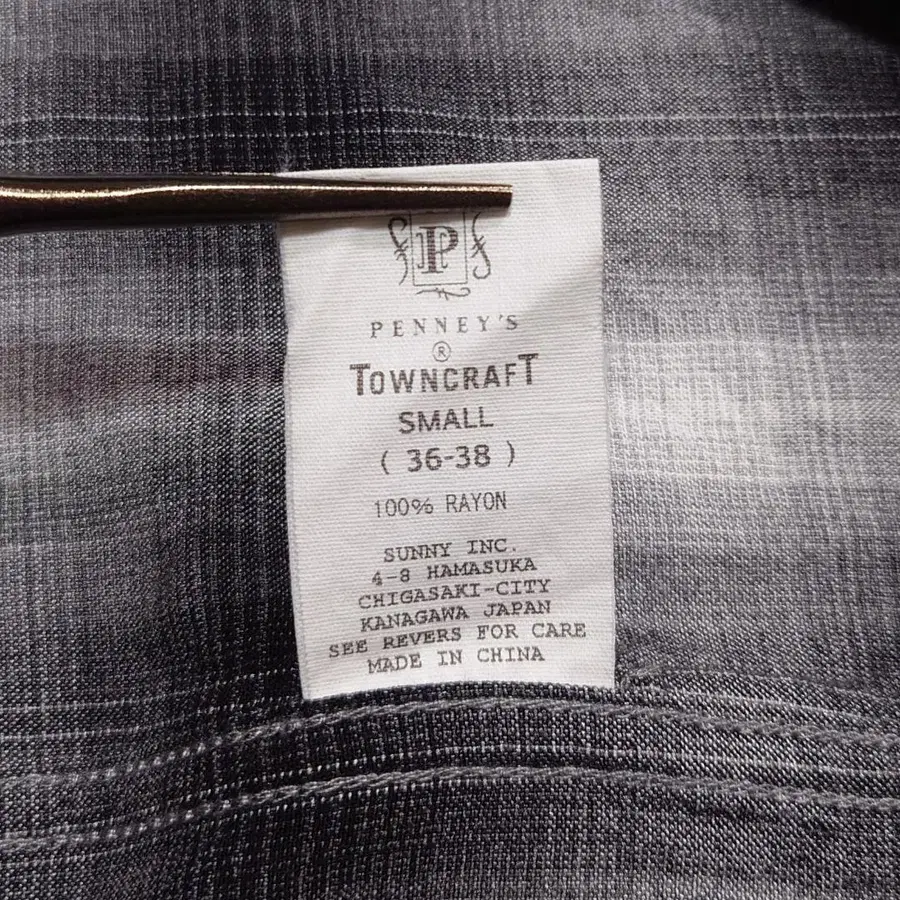 P
PENNEY'S
®
TOWNCRAFT
SMALL
( 36-38 )
100% RAYON
SUNNY INC.
4-8 HAMASUKA
CHIGASAKI-CITY
KANAGAWA JAPAN
SEE REVERS FOR CARE
MADE IN CHINA